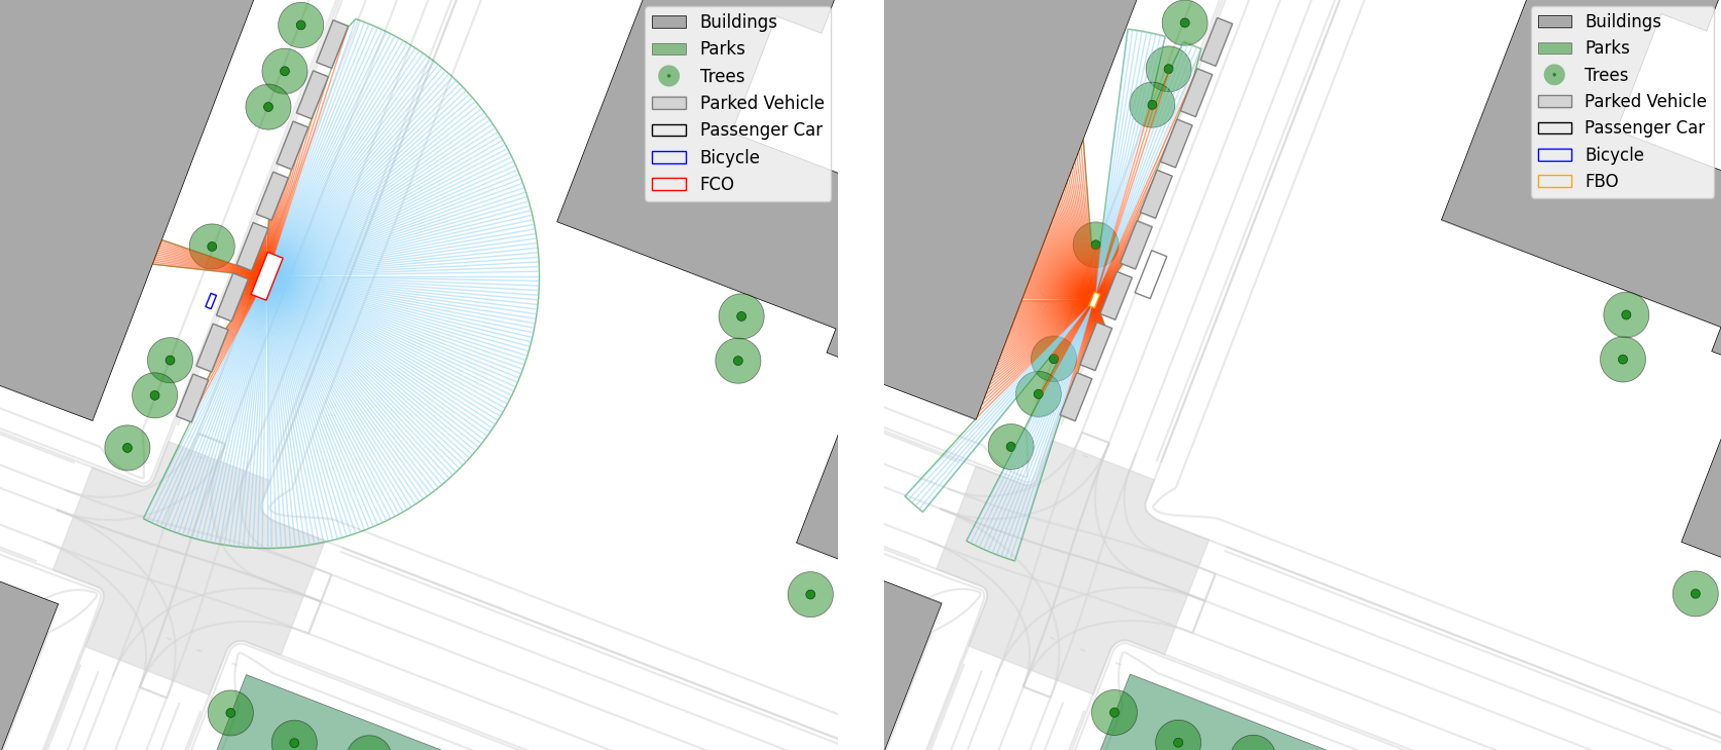 Buildings
Parks
Trees
Parked Vehicle
Passenger Car
Bicycle
FCO
Buildings
Parks
Trees
Parked Vehicle
Passenger Car
Bicycle
FBO